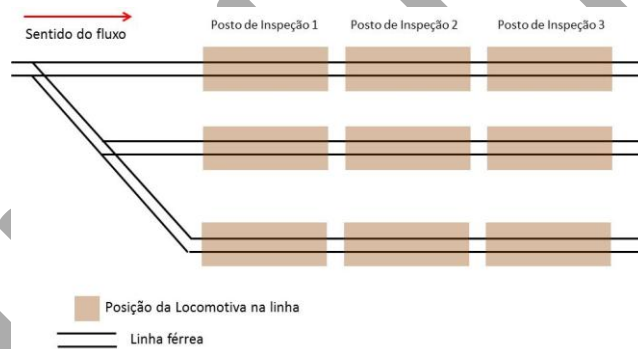 Sentido do fluxo
Posto de Inspeção 1
Posto de Inspeção 2
Posto de Inspeção 3
Posição da Locomotiva na linha
Linha férrea